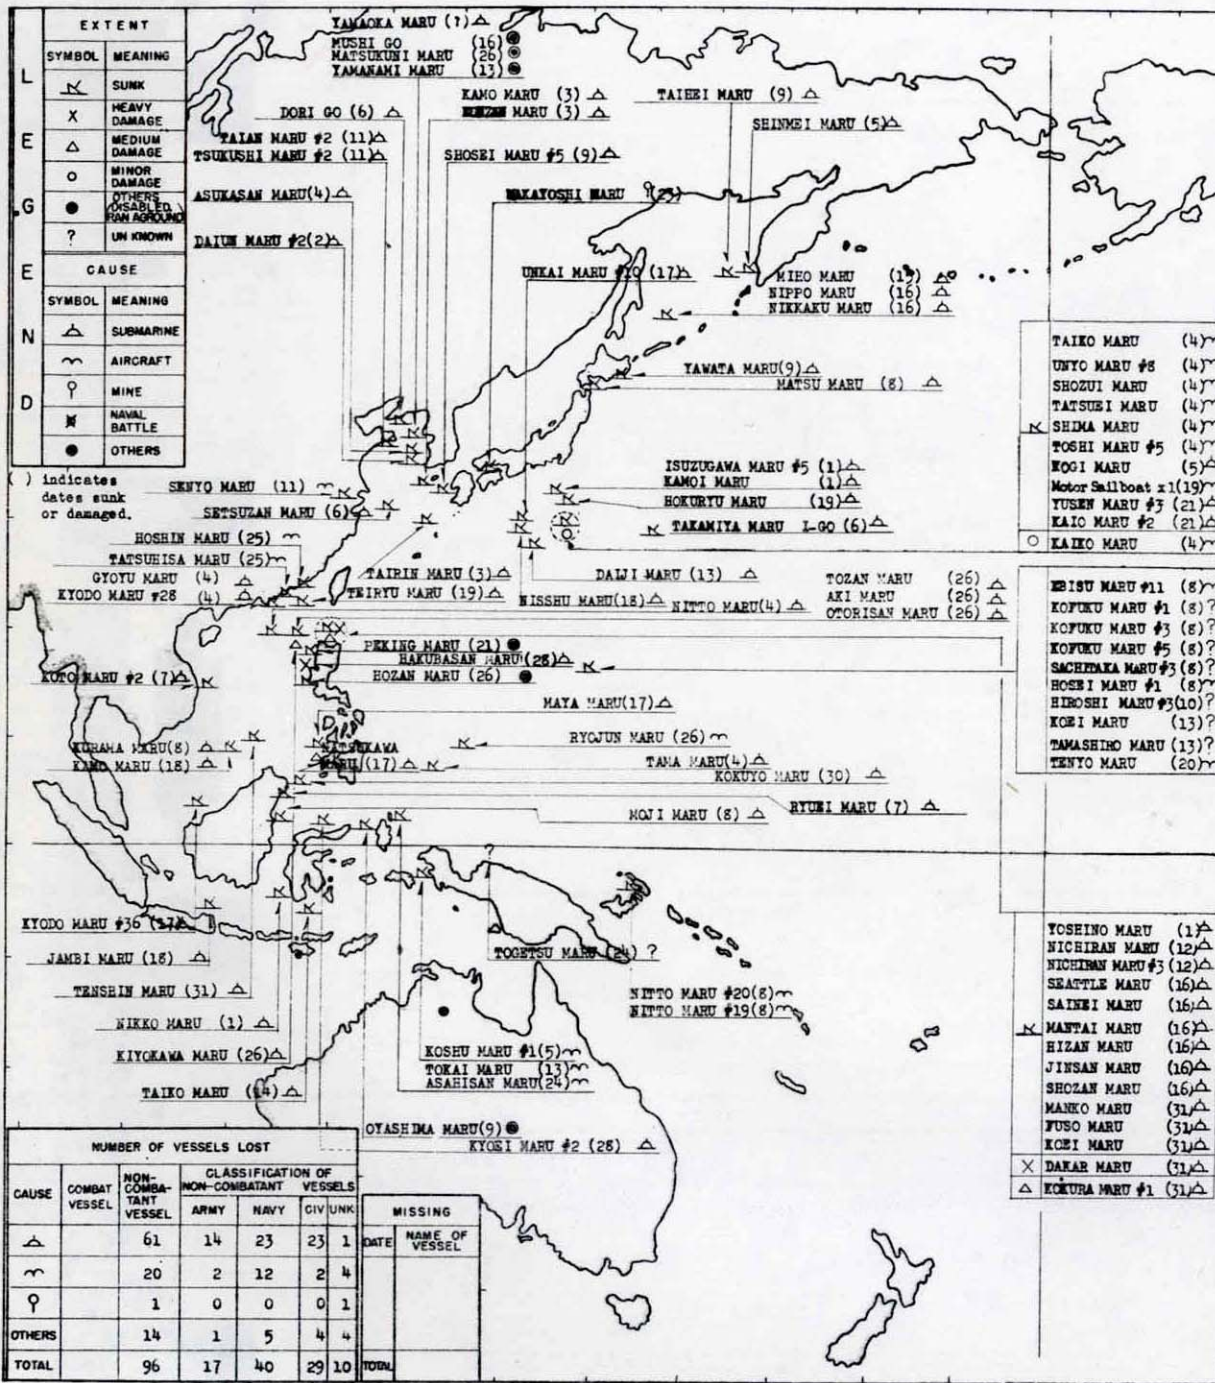 LEGEND
EXTENT
SYMBOL MEANING
SUNK
X HEAVY DAMAGE
△ MEDIUM DAMAGE
o MINOR DAMAGE
● OTHERS (DISABLED, RAN AGROUND)
? UN KNOWN
CAUSE
SYMBOL MEANING
SUBMARINE
AIRCRAFT
MINE
NAVAL BATTLE
● OTHERS
( ) indicates
dates sunk
or damaged.
YAMAOKA MARU (?)
MUSHI GO (16)
MATSUKUNI MARU (26)
YAMANAMI MARU (13)
KAMO MARU (3)
MARU (3)
TAIHEI MARU (9)
DORI GO (6)
SHINMEI MARU (5)
TAIAN MARU #2 (11)
TSUKUSHI MARU #2 (11)
SHOSEI MARU #5 (9)
ASUKASAN MARU(4)
WAKAYOSHI MARU (25)
DAIUN MARU #2(2)
UNKAI MARU #10 (17)
MIHO MARU
NIPPO MARU (16)
NIKKAKU MARU (16)
YAWATA MARU(9)
MATSU MARU (8)
ISUZUGAWA MARU #5 (1)
KAMOI MARU (1)
HOKURYU MARU (19)
SENYO MARU (11)
SETSUZAN MARU (6)
TAKAMIYA MARU I-GO (6)
HOSHIN MARU (25)
TATSUHISA MARU (25)
GYOYU MARU (4)
KYODO MARU #28 (4)
TAIRIN MARU (3)
TEIRYU MARU (19)
DAIJI MARU (13)
NISSHU MARU(18)
NITTO MARU(4)
TOZAN MARU (26)
AKI MARU (26)
OTORISAN MARU (26)
PEKING MARU (21)
HAKUBASAN MARU (28)
HOZAN MARU (26)
KOTO MARU #2 (7)
MAYA MARU(17)
KURAMA MARU(8)
KAMO MARU (18)
NITSUKAWA
MARU (17)
RYOJUN MARU (26)
TAMA MARU(4)
KOKUYO MARU (30)
RYUEI MARU (7)
MOJI MARU (8)
KYODO MARU #36 (17)
JAMBI MARU (18)
TENSHIN MARU (31)
NIKKO MARU (1)
KIYOKAWA MARU (26)
TAIKO MARU (14)
TOGETSU MARU (24) ?
?
NITTO MARU #20(8)
NITTO MARU #19(8)
KOSHU MARU #1(5)
TOKAI MARU (13)
ASAHISAN MARU(24)
OYASHIMA MARU(9)
KYOEI MARU #2 (28)
TAIKO MARU (4)
UNYO MARU #8 (4)
SHOZUI MARU (4)
TATSUEI MARU (4)
SHIMA MARU (4)
TOSHI MARU #5 (4)
KOGI MARU (5)
Motor Sailboat x1(19)
YUSEN MARU #3 (21)
KAIO MARU #2 (21)
O KAIKO MARU (4)
EBISU MARU #11 (8)
KOFUKU MARU #1 (8)?
KOFUKU MARU #3 (8)?
KOFUKU MARU #5 (8)?
SACHITAKA MARU#3 (8)?
HOSEI MARU #1 (8)
HIROSHI MARU #3(10)?
KOEI MARU (13)?
TAMASHIRO MARU (13)?
TENYO MARU (20)
YOSHINO MARU (1)
NICHIRAN MARU (12)
NICHIRAN MARU #3 (12)
SEATTLE MARU (16)
SAINEI MARU (16)
MANTAI MARU (16)
HIZAN MARU (16)
JINSAN MARU (16)
SHOZAN MARU (16)
MANKO MARU (31)
FUSO MARU (31)
KOEI MARU (31)
X DAKAR MARU (31)
△ KOKURA MARU #1 (31)
NUMBER OF VESSELS LOST
CAUSE COMBAT VESSEL NON-COMBATANT VESSEL CLASSIFICATION OF NON-COMBATANT VESSELS
ARMY NAVY CIV UNK
61 14 23 23 1
20 2 12 2 4
1 0 0 0 1
OTHERS 14 1 5 4 4
TOTAL 96 17 40 29 10
MISSING
DATE NAME OF VESSEL
TOTAL